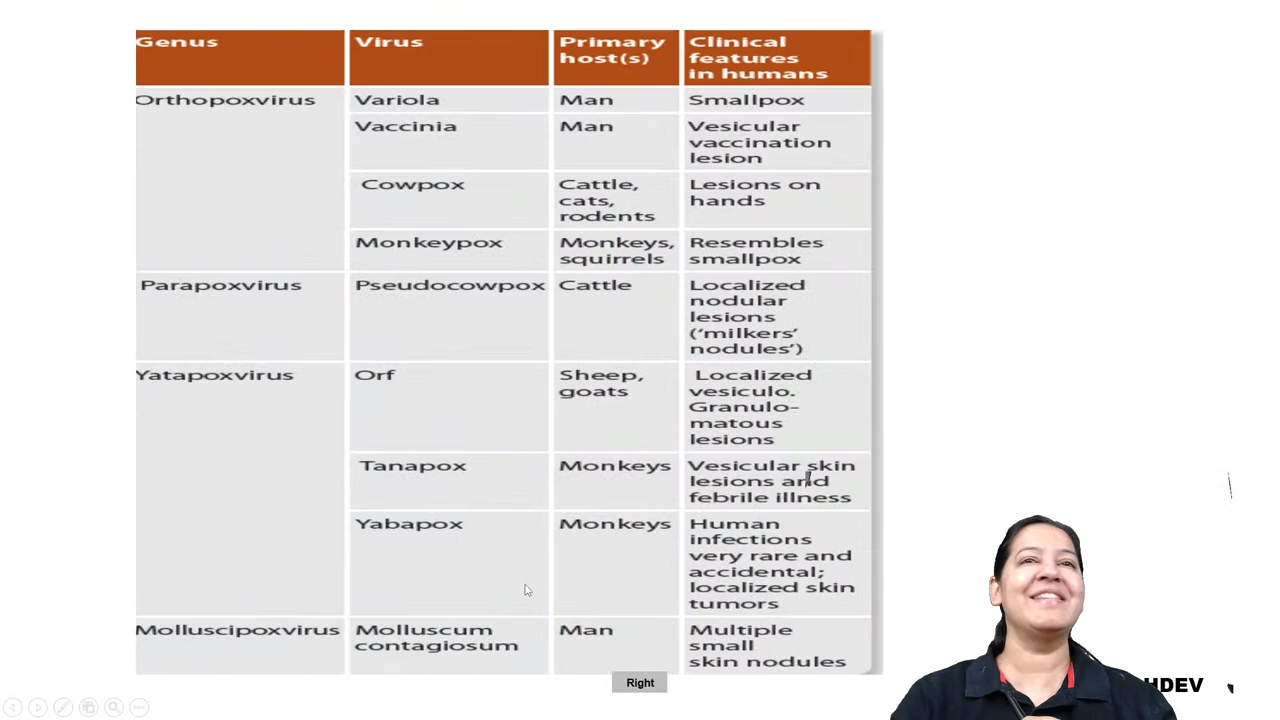 Genus Virus Primary host(s) Clinical features in humans
Orthopoxvirus Variola Man Smallpox
Vaccinia Man Vesicular vaccination lesion
Cowpox Cattle, cats, rodents Lesions on hands
Monkeypox Monkeys, squirrels Resembles smallpox
Parapoxvirus Pseudocowpox Cattle Localized nodular lesions (‘milkers’ nodules’)
Yatapoxvirus Orf Sheep, goats Localized vesiculo. Granulo-matous lesions
Tanapox Monkeys Vesicular skin lesions and febrile illness
Yabapox Monkeys Human infections very rare and accidental; localized skin tumors
Molluscipoxvirus Molluscum contagiosum Man Multiple small skin nodules
Right
HDEV